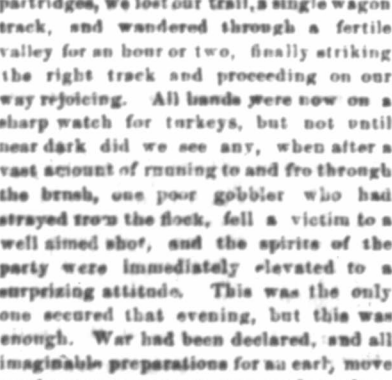 partridges, we lost our trail, a single wagon
track, and wandered through a fertile
valley for an hour or two, finally striking
the right track and proceeding on our
way rejoicing. All hands were now on a
sharp watch for turkeys, but not until
near dark did we see any, when after a
vast amount of running to and fro through
the brush, one poor gobbler who had
strayed from the flock, fell a victim to a
well aimed shot, and the spirits of the
party were immediately elevated to a
surprizing attitude. This was the only
one secured that evening, but this was
enough. War had been declared, and all
imaginable preparations for an early move